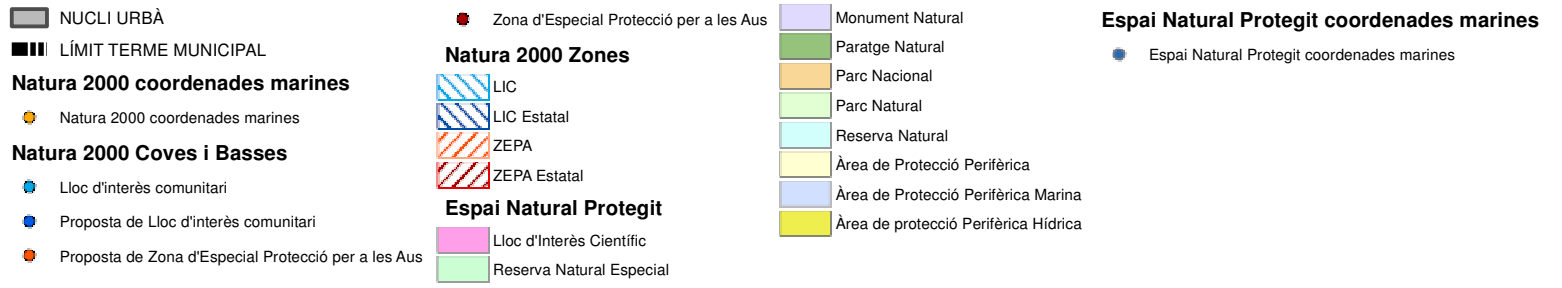 NUCLI URBÀ
LÍMIT TERME MUNICIPAL
Natura 2000 coordenades marines
Natura 2000 coordenades marines
Natura 2000 Coves i Basses
Lloc d'interès comunitari
Proposta de Lloc d'interès comunitari
Proposta de Zona d'Especial Protecció per a les Aus
Zona d'Especial Protecció per a les Aus
Natura 2000 Zones
LIC
LIC Estatal
ZEPA
ZEPA Estatal
Espai Natural Protegit
Lloc d'Interès Científic
Reserva Natural Especial
Monument Natural
Paratge Natural
Parc Nacional
Parc Natural
Reserva Natural
Àrea de Protecció Perifèrica
Àrea de Protecció Perifèrica Marina
Àrea de protecció Perifèrica Hídrica
Espai Natural Protegit coordenades marines
Espai Natural Protegit coordenades marines